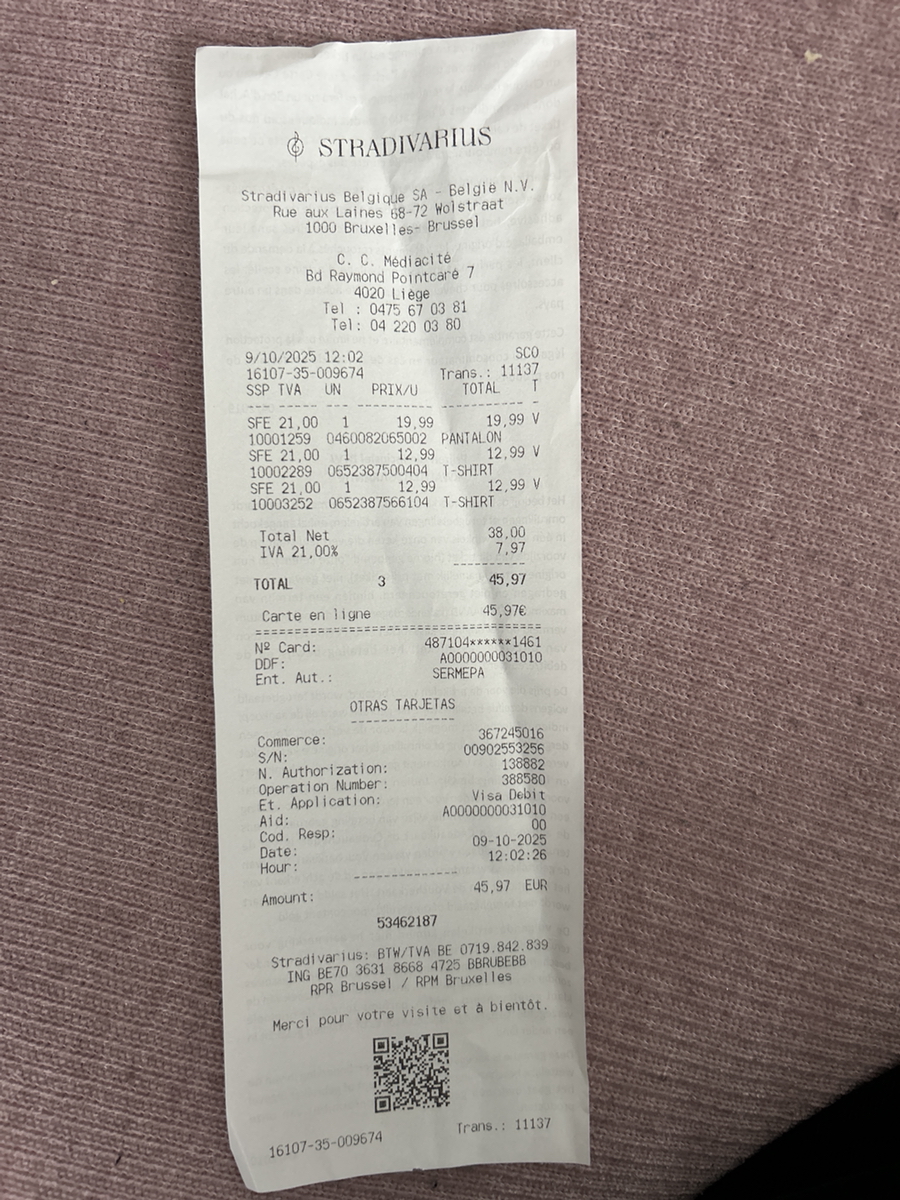 STRADIVARIUS
Stradivarius Belgique SA - België N.V.
Rue aux Laines 68-72 Wolstraat
1000 Bruxelles- Brussel
C. C. Médiacité
Bd Raymond Pointcaré 7
4020 Liège
Tel : 0475 67 03 81
Tel: 04 220 03 80
9/10/2025 12:02 SCO
16107-35-009674 Trans.: 11137
SSP TVA UN PRIX/U TOTAL T
SFE 21,00 1 19,99 19,99 V
10001259 0460082065002 PANTALON
SFE 21,00 1 12,99 12,99 V
10002289 0652387500404 T-SHIRT
SFE 21,00 1 12,99 12,99 V
10003252 0652387566104 T-SHIRT
Total Net 38,00
IVA 21,00% 7,97
TOTAL 3 45,97
Carte en ligne 45,97€
Nº Card: 487104******1461
DDF: A0000000031010
Ent. Aut.: SERMEPA
OTRAS TARJETAS
Commerce: 367245016
S/N: 00902553256
N. Authorization: 138882
Operation Number: 388580
Et. Application: Visa Debit
Aid: A0000000031010
Cod. Resp: 00
Date: 09-10-2025
Hour: 12:02:26
Amount: 45,97 EUR
53462187
Stradivarius: BTW/TVA BE 0719.842.839
ING BE70 3631 8668 4725 BBRUBEBB
RPR Brussel / RPM Bruxelles
Merci pour votre visite et à bientôt.
16107-35-009674 Trans.: 11137